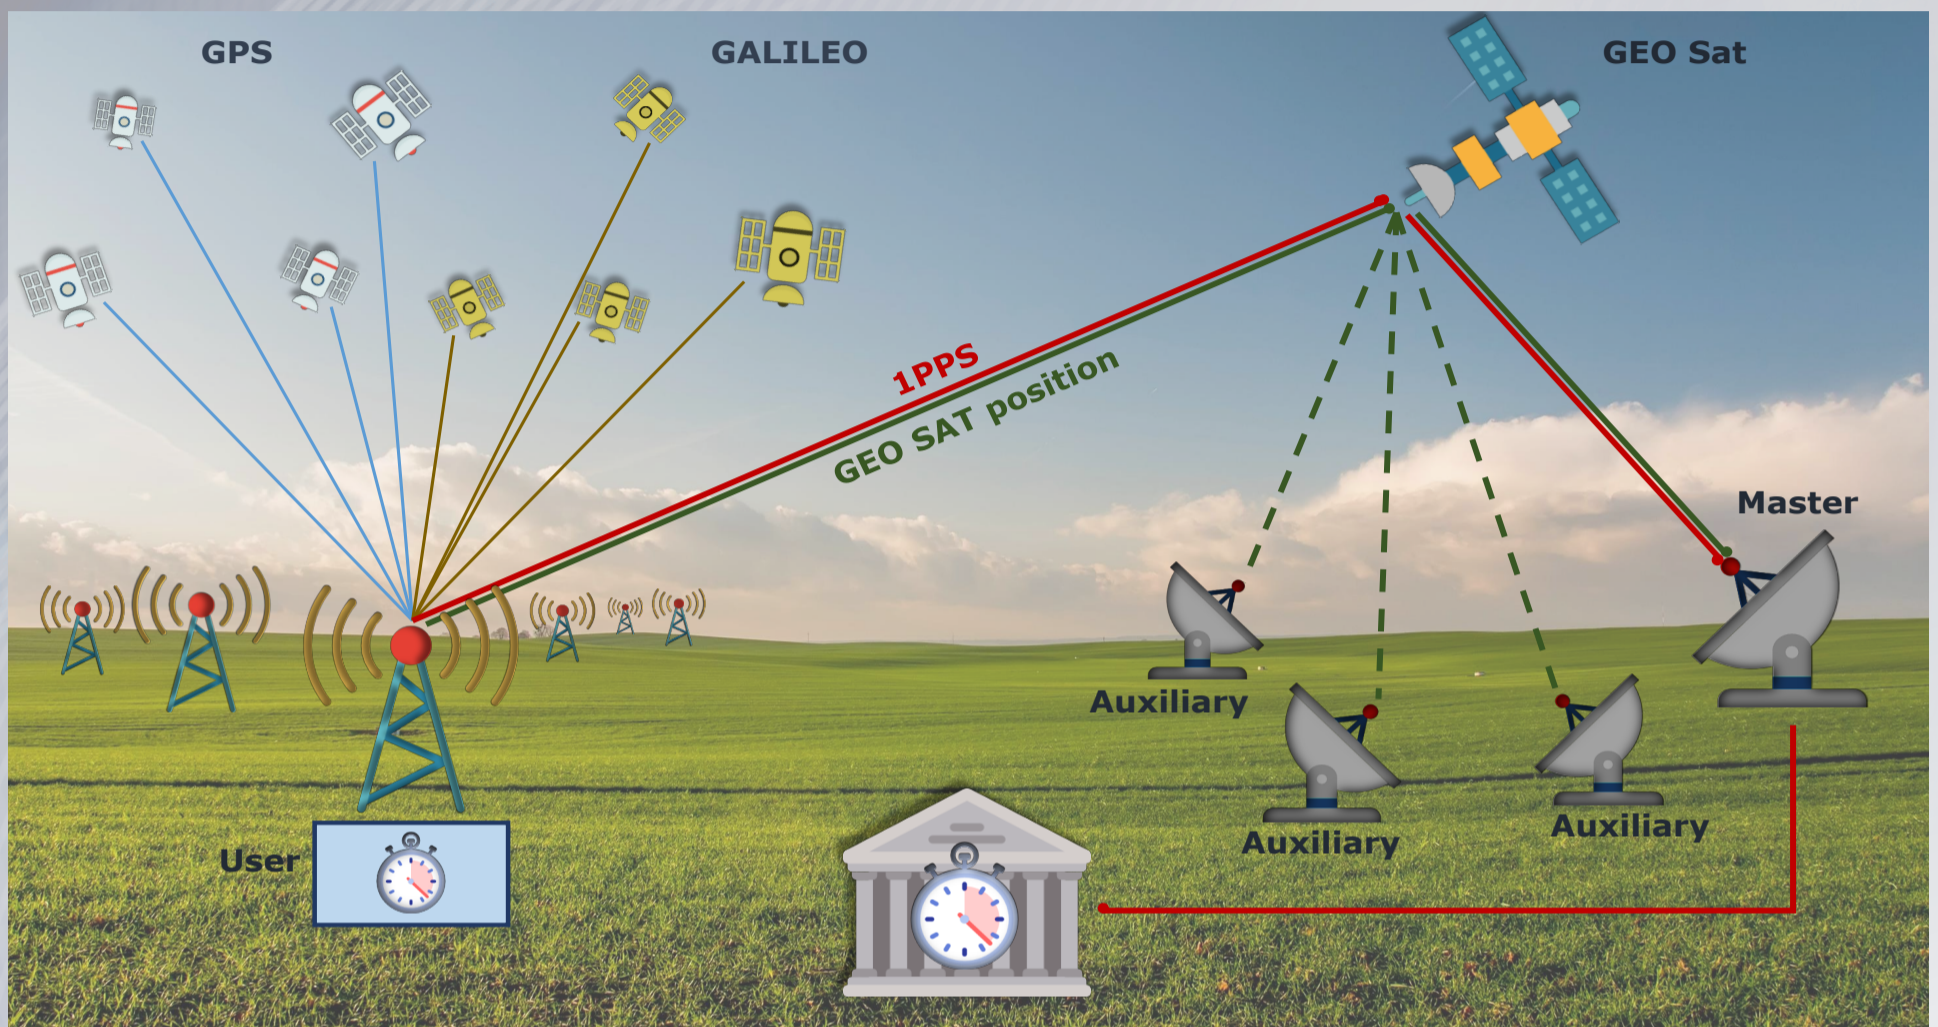 GPS
GALILEO
GEO Sat
1PPS
GEO SAT position
Master
Auxiliary
Auxiliary
Auxiliary
User